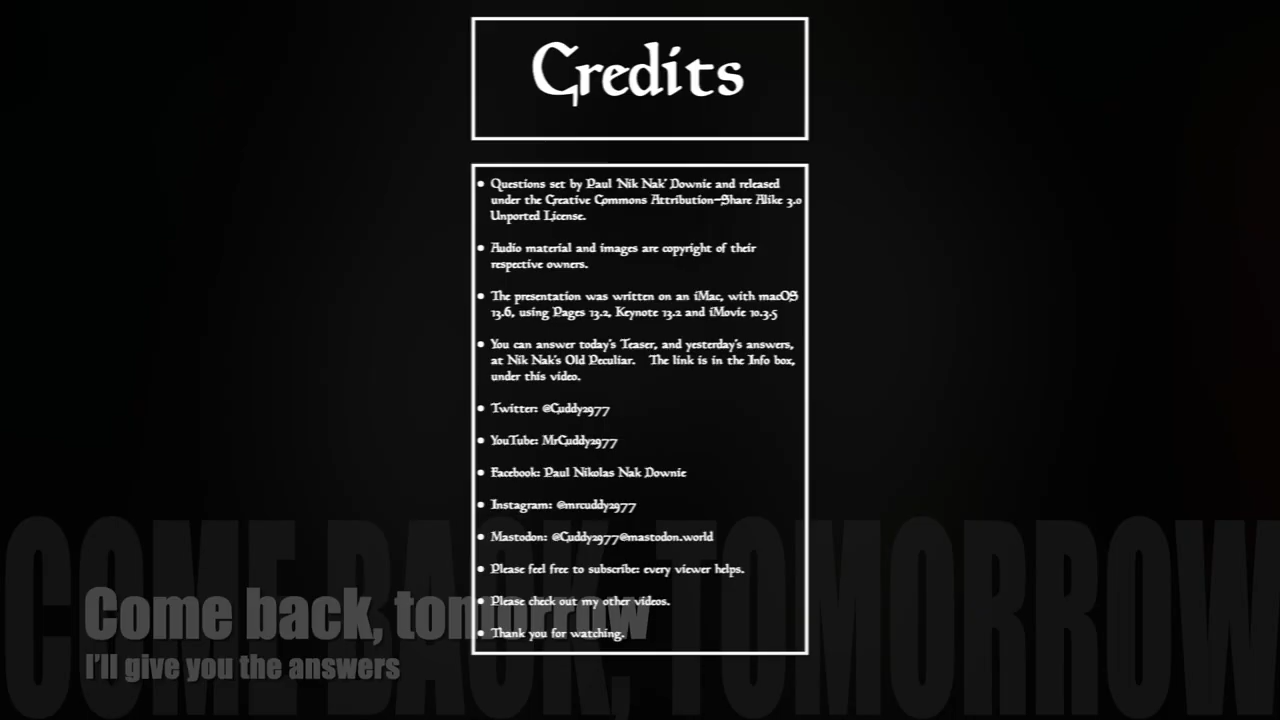 Credits
• Questions set by Paul 'Nik Nak' Downie and released
under the Creative Commons Attribution-Share Alike 3.0
Unported License.
• Audio material and images are copyright of their
respective owners.
• The presentation was written on an iMac, with macOS
13.6, using Pages 13.2, Keynote 13.2 and iMovie 10.3.5
• You can answer today's Teaser, and yesterday's answers,
at Nik Nak's Old Peculiar. The link is in the Info box,
under this video.
• Twitter: @Cuddy2977
• YouTube: MrCuddy2977
• Facebook: Paul Nikolas Nak Downie
• Instagram: @mrcuddy2977
• Mastodon: @Cuddy2977@mastodon.world
• Please feel free to subscribe: every viewer helps.
• Please check out my other videos.
• Thank you for watching.
COME BACK, TOMORROW
Come back, tomorrow
I'll give you the answers